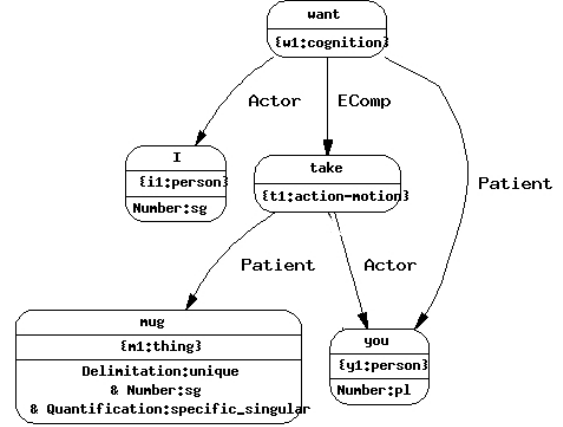 want
{w1:cognition}
Actor
EComp
I
{i1:person}
Number:sg
take
{t1:action-motion}
Patient
Patient
Actor
mug
{m1:thing}
Delimitation:unique
& Number:sg
& Quantification:specific_singular
you
{y1:person}
Number:pl